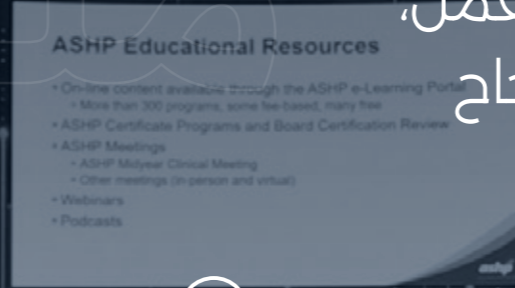 ASHP Educational Resources
عمل،
• On-line content available through the ASHP e-Learning Portal
• More than 300 programs, some fee-based, many free
• ASHP Certificate Programs and Board Certification Review
• ASHP Meetings
• ASHP Midyear Clinical Meeting
• Other meetings (in-person and virtual)
• Webinars
• Podcasts
ashp